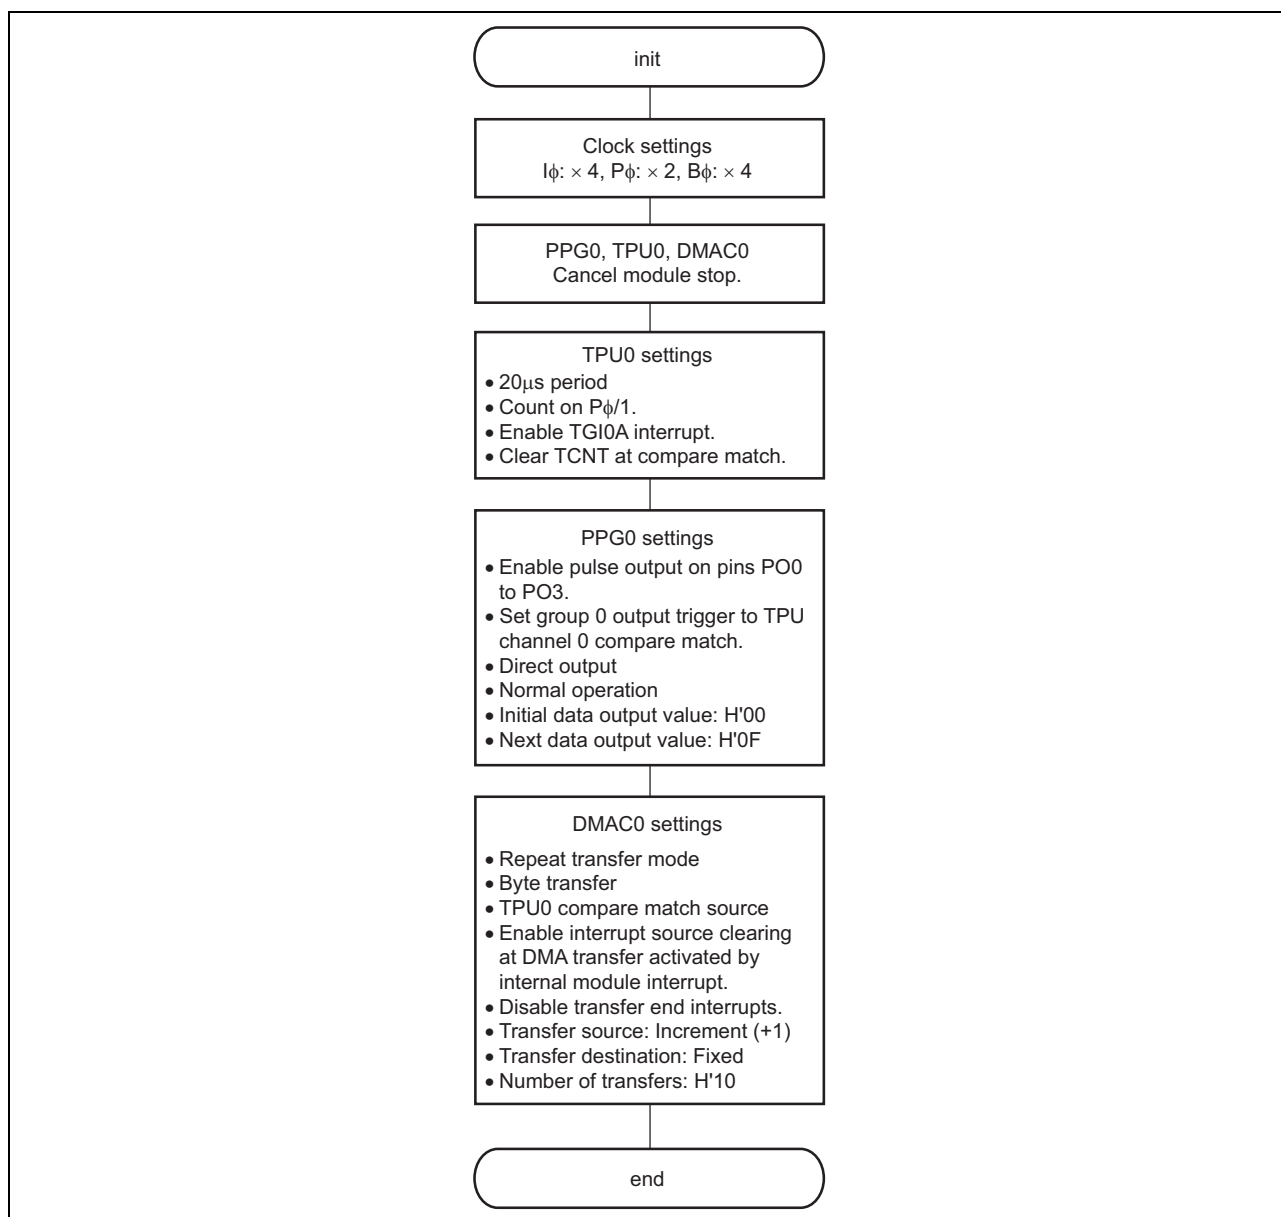 init
Clock settings
Iϕ: × 4, Pϕ: × 2, Bϕ: × 4
PPG0, TPU0, DMAC0
Cancel module stop.
TPU0 settings
• 20μs period
• Count on Pϕ/1.
• Enable TGI0A interrupt.
• Clear TCNT at compare match.
PPG0 settings
• Enable pulse output on pins PO0
to PO3.
• Set group 0 output trigger to TPU
channel 0 compare match.
• Direct output
• Normal operation
• Initial data output value: H'00
• Next data output value: H'0F
DMAC0 settings
• Repeat transfer mode
• Byte transfer
• TPU0 compare match source
• Enable interrupt source clearing
at DMA transfer activated by
internal module interrupt.
• Disable transfer end interrupts.
• Transfer source: Increment (+1)
• Transfer destination: Fixed
• Number of transfers: H'10
end